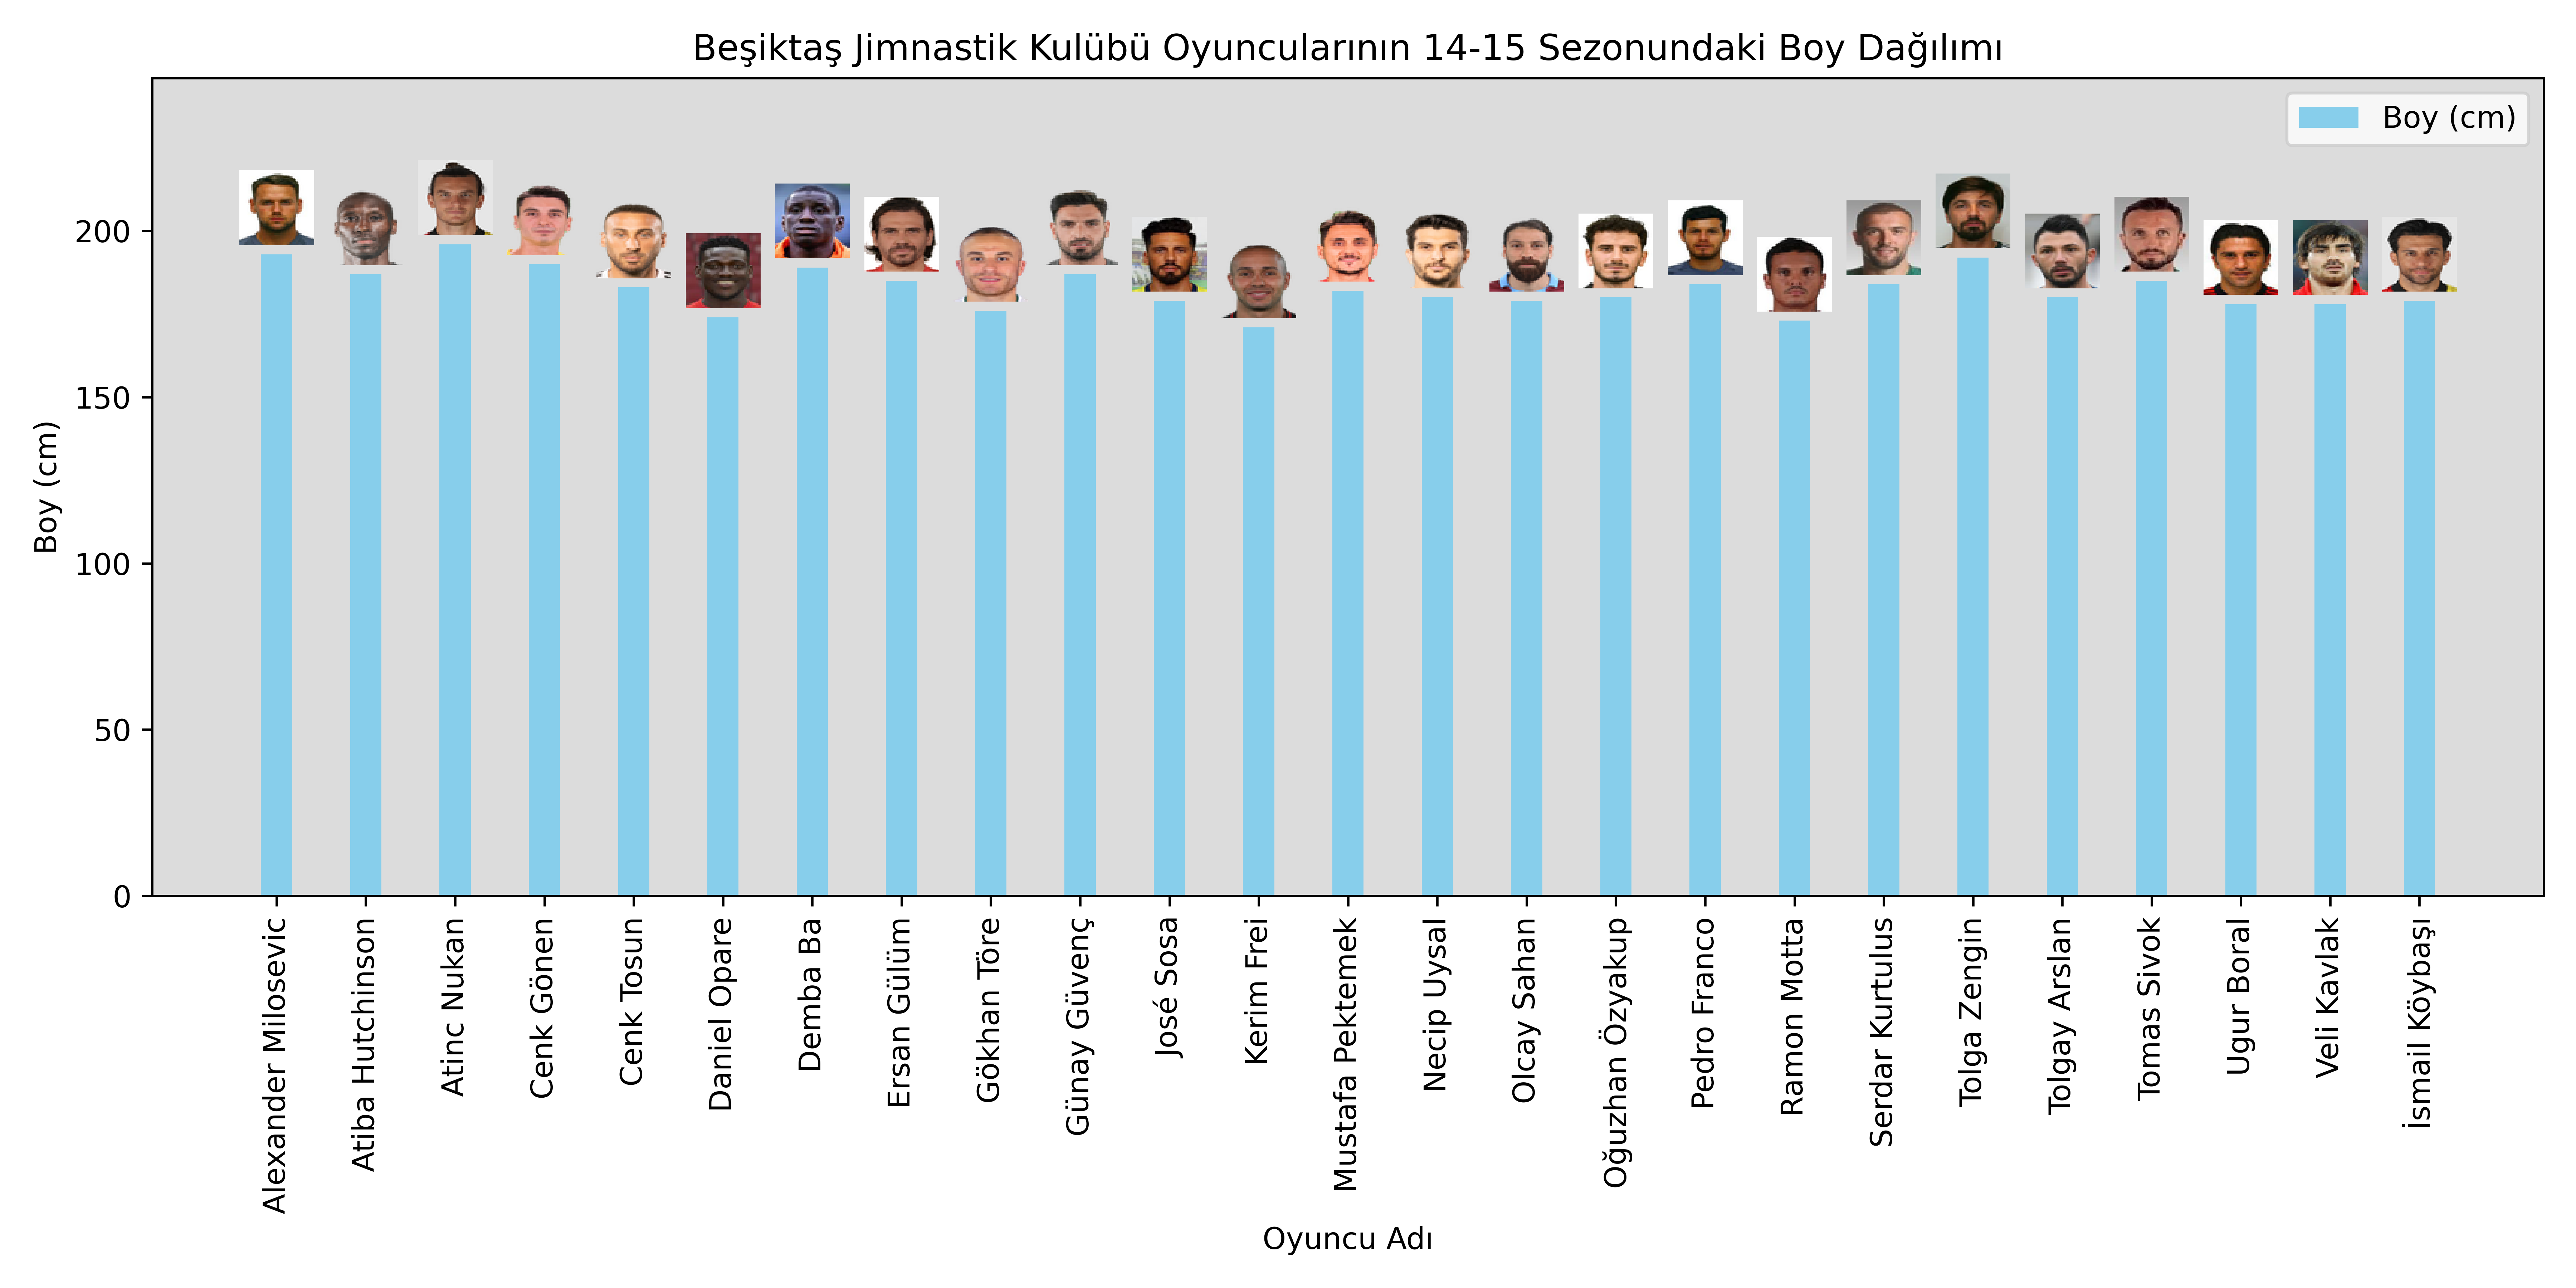 Beşiktaş Jimnastik Kulübü Oyuncularının 14-15 Sezonundaki Boy Dağılımı
Boy (cm)
Boy (cm)
200
150
100
50
0
Alexander Milosevic
Atiba Hutchinson
Atinc Nukan
Cenk Gönen
Cenk Tosun
Daniel Opare
Demba Ba
Ersan Gülüm
Gökhan Töre
Günay Güvenç
José Sosa
Kerim Frei
Mustafa Pektemek
Necip Uysal
Olcay Sahan
Oğuzhan Özyakup
Pedro Franco
Ramon Motta
Serdar Kurtulus
Tolga Zengin
Tolgay Arslan
Tomas Sivok
Ugur Boral
Veli Kavlak
İsmail Köybaşı
Oyuncu Adı